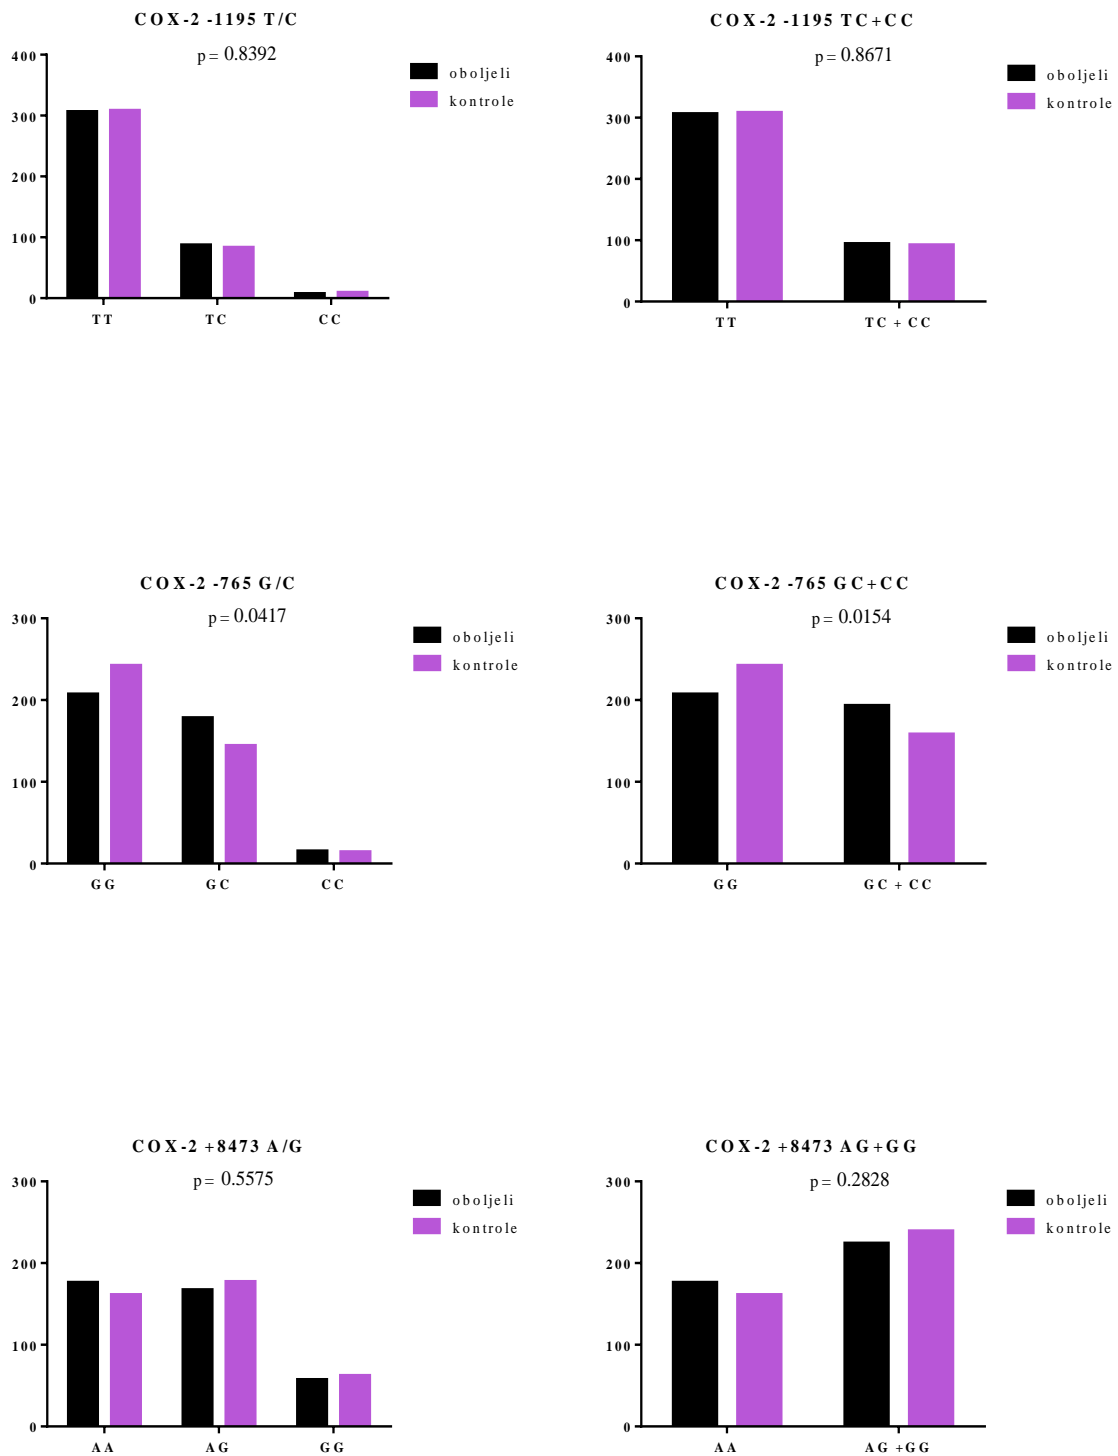 COX-2 -1195 T/C
p = 0.8392
400
300
200
100
0
TT TC CC
oboljeli
kontrole
COX-2 -1195 TC+CC
p = 0.8671
400
300
200
100
0
TT TC + CC
oboljeli
kontrole
COX-2 -765 G/C
p = 0.0417
300
200
100
0
GG GC CC
oboljeli
kontrole
COX-2 -765 GC+CC
p = 0.0154
300
200
100
0
GG GC + CC
oboljeli
kontrole
COX-2 +8473 A/G
p = 0.5575
300
200
100
0
AA AG GG
oboljeli
kontrole
COX-2 +8473 AG+GG
p = 0.2828
300
200
100
0
AA AG +GG
oboljeli
kontrole